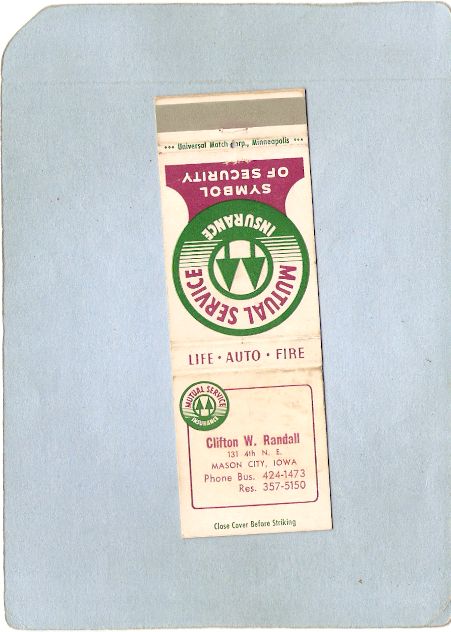 ••• Universal Match Corp., Minneapolis •••
SYMBOL
OF SECURITY
MUTUAL SERVICE
INSURANCE
LIFE • AUTO • FIRE
MUTUAL SERVICE
INSURANCE
Clifton W. Randall
131 4th N. E.
MASON CITY, IOWA
Phone Bus. 424-1473
Res. 357-5150
Close Cover Before Striking